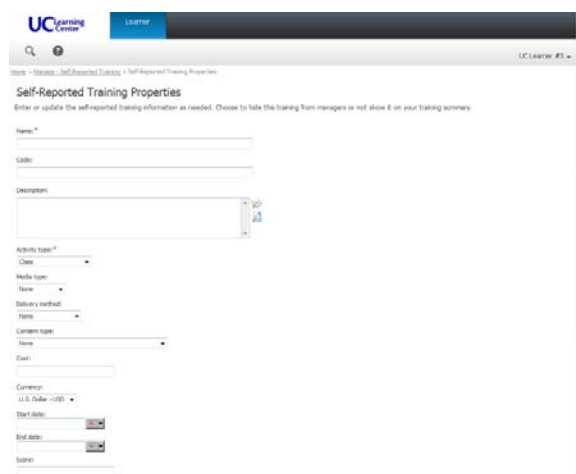 UC Learning Center
Learner
UC Learner #3
Home > Manage - Self-Reported Training > Self-Reported Training Properties
Self-Reported Training Properties
Enter or update the self-reported training information as needed. Choose to hide this training from managers or not show it on your training summary.
Name:*
Code:
Description:
Activity type:*
Class
Media type:
None
Delivery method:
None
Content type:
None
Cost:
Currency:
U.S. Dollar - USD
Start date:
End date:
Score: